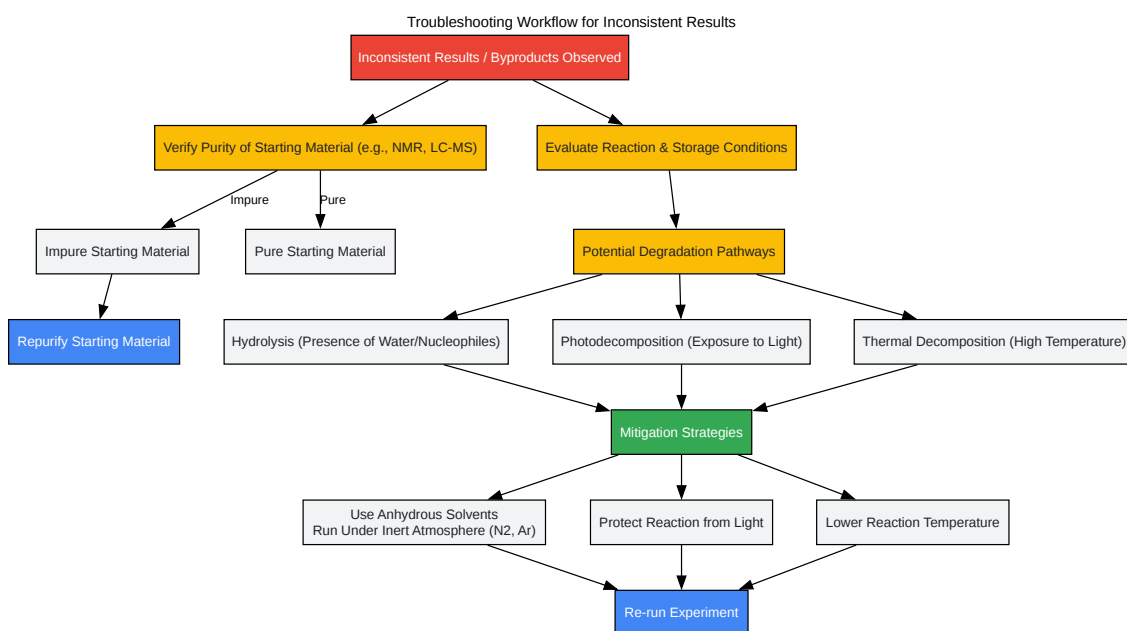 Troubleshooting Workflow for Inconsistent Results
Inconsistent Results / Byproducts Observed
Verify Purity of Starting Material (e.g., NMR, LC-MS)
Evaluate Reaction & Storage Conditions
Impure
Pure
Impure Starting Material
Pure Starting Material
Potential Degradation Pathways
Repurify Starting Material
Hydrolysis (Presence of Water/Nucleophiles)
Photodecomposition (Exposure to Light)
Thermal Decomposition (High Temperature)
Mitigation Strategies
Use Anhydrous Solvents
Run Under Inert Atmosphere (N2, Ar)
Protect Reaction from Light
Lower Reaction Temperature
Re-run Experiment